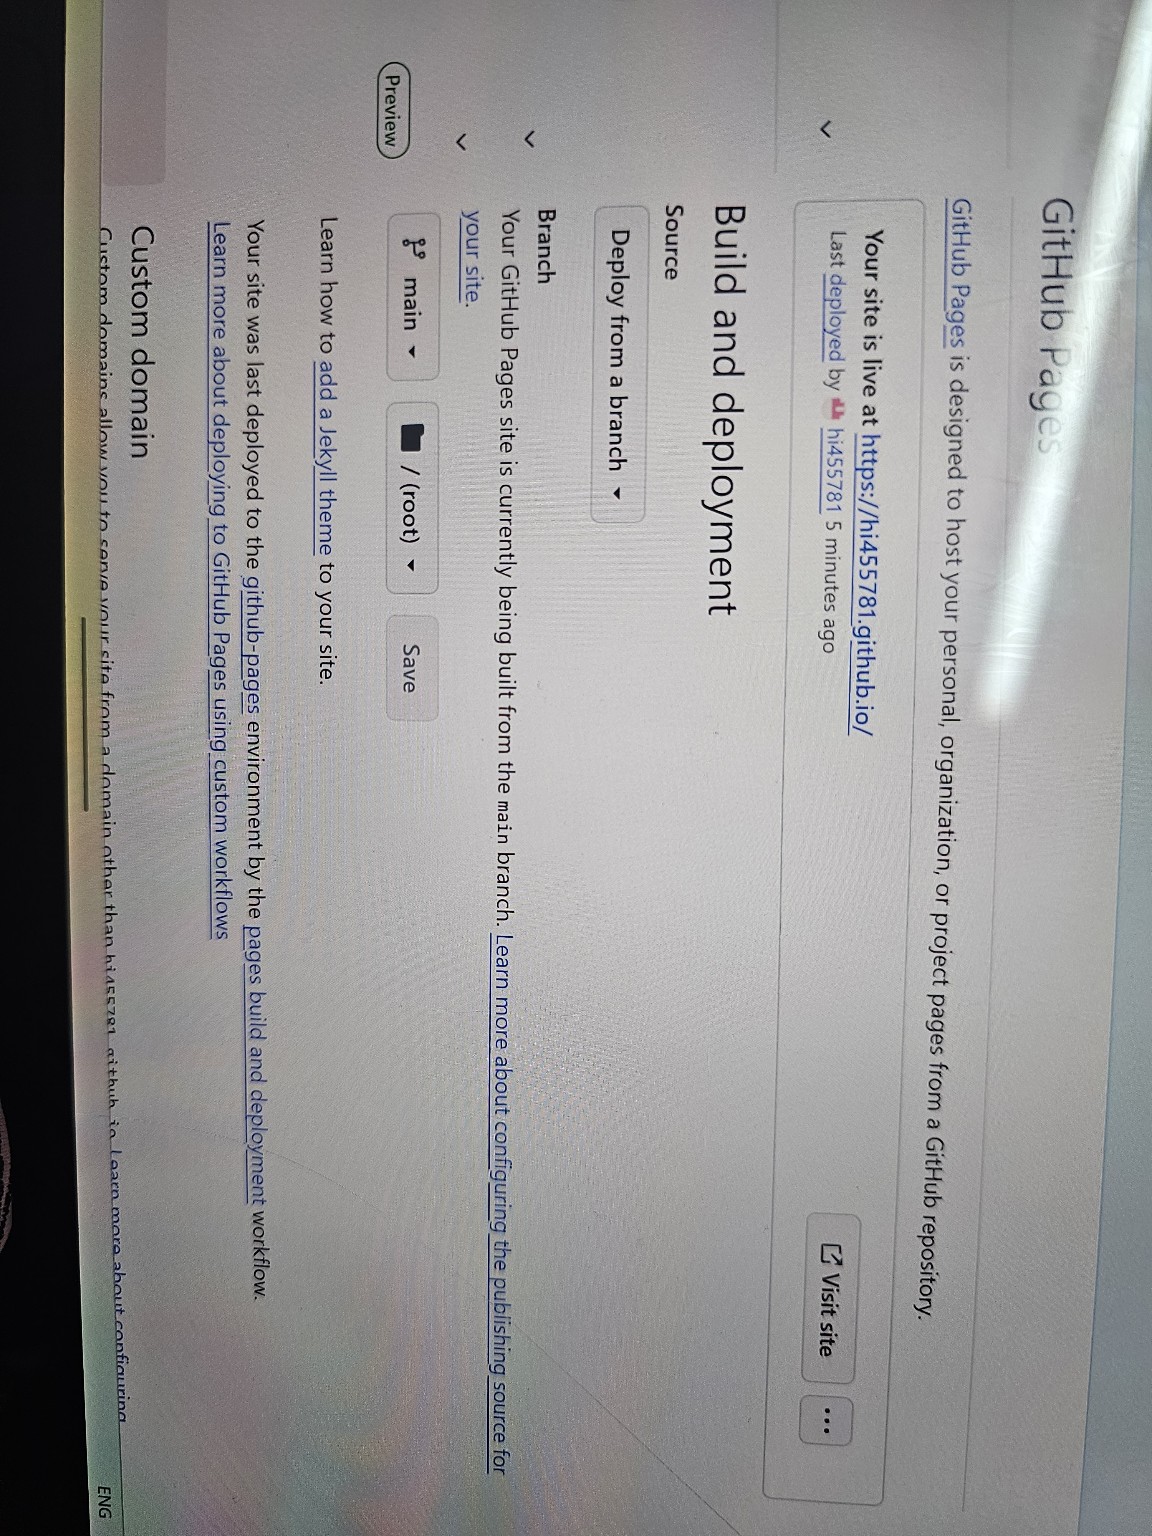 GitHub Pages
GitHub Pages is designed to host your personal, organization, or project pages from a GitHub repository.
Your site is live at https://hi455781.github.io/
Last deployed by hi455781 5 minutes ago
Visit site
...
Build and deployment
Source
Deploy from a branch
Branch
Your GitHub Pages site is currently being built from the main branch. Learn more about configuring the publishing source for
your site.
Preview
main
/ (root)
Save
Learn how to add a Jekyll theme to your site.
Your site was last deployed to the github-pages environment by the pages build and deployment workflow.
Learn more about deploying to GitHub Pages using custom workflows
Custom domain
Custom domains allow you to serve your site from a domain other than hi455781.github.io. Learn more about configuring
ENG